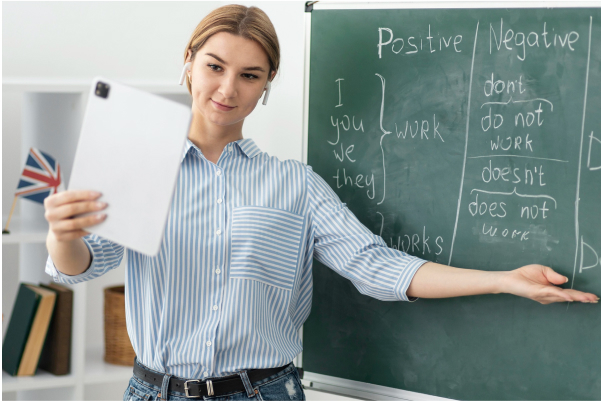 Positive
I
you
we
they
work
works
Negative
don't
do not
work
doesn't
does not
work
D
D